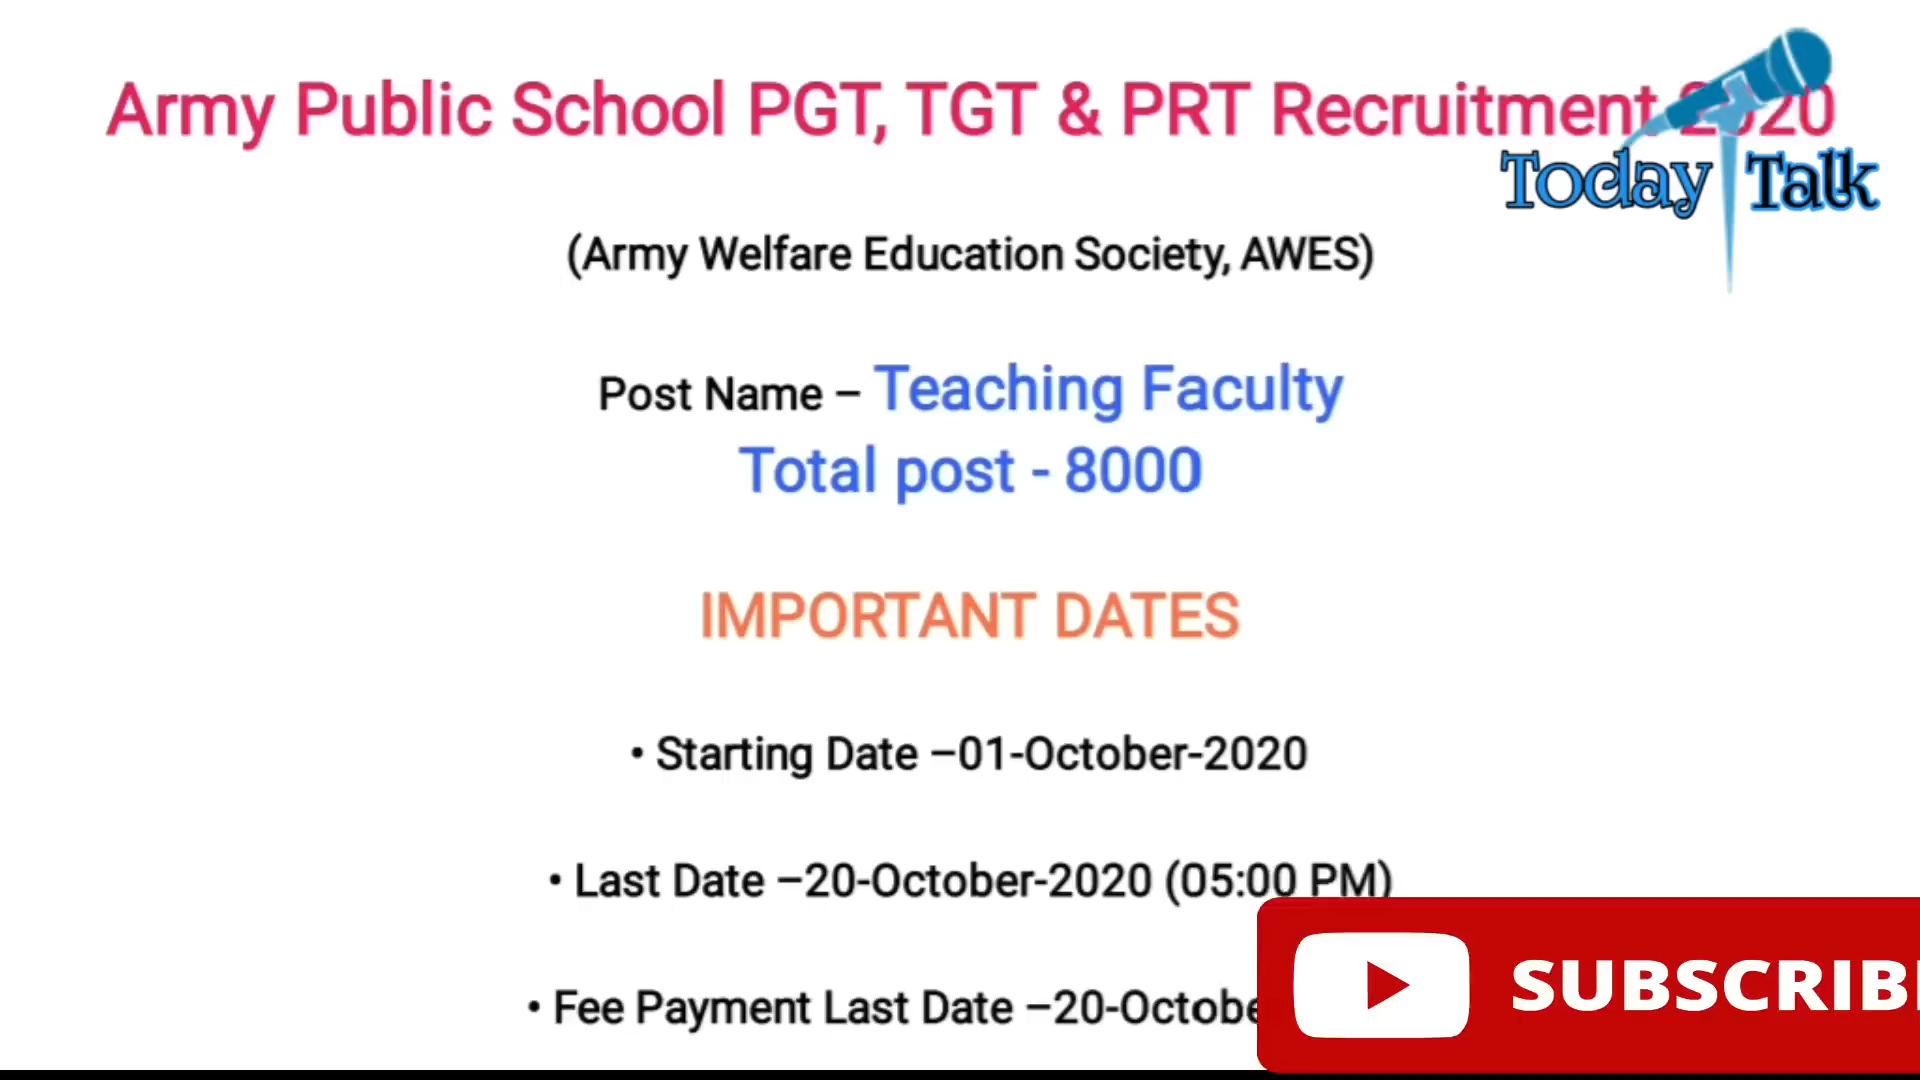 Army Public School PGT, TGT & PRT Recruitment 2020
Today Talk
(Army Welfare Education Society, AWES)
Post Name – Teaching Faculty
Total post - 8000
IMPORTANT DATES
• Starting Date –01-October-2020
• Last Date –20-October-2020 (05:00 PM)
• Fee Payment Last Date –20-Octobe
SUBSCRIB